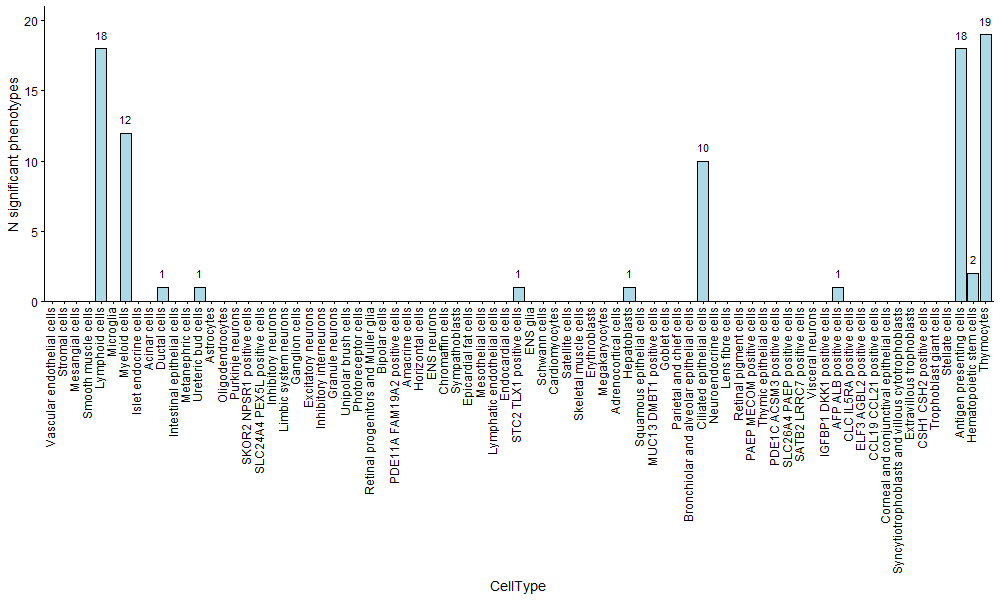 N significant phenotypes
20
15
10
5
0
18
12
1
1
1
1
10
1
18
2
19
Vascular endothelial cells
Stromal cells
Mesangial cells
Smooth muscle cells
Lymphoid cells
Microglia
Myeloid cells
Islet endocrine cells
Acinar cells
Ductal cells
Intestinal epithelial cells
Metanephric cells
Ureteric bud cells
Astrocytes
Oligodendrocytes
Purkinje neurons
SKOR2 NPSR1 positive cells
SLC24A4 PEX5L positive cells
Inhibitory neurons
Limbic system neurons
Ganglion cells
Excitatory neurons
Inhibitory interneurons
Granule neurons
Unipolar brush cells
Photoreceptor cells
Retinal progenitors and Muller glia
Bipolar cells
PDE11A FAM19A2 positive cells
Amacrine cells
Horizontal cells
ENS neurons
Chromaffin cells
Sympathoblasts
Epicardial fat cells
Mesothelial cells
Lymphatic endothelial cells
Endocardial cells
STC2 TLX1 positive cells
ENS glia
Schwann cells
Cardiomyocytes
Satellite cells
Skeletal muscle cells
Erythroblasts
Megakaryocytes
Adrenocortical cells
Hepatoblasts
Squamous epithelial cells
MUC13 DMBT1 positive cells
Goblet cells
Parietal and chief cells
Bronchiolar and alveolar epithelial cells
Ciliated epithelial cells
Neuroendocrine cells
Lens fibre cells
Retinal pigment cells
PAEP MECOM positive cells
Thymic epithelial cells
PDE1C ACSM3 positive cells
SLC26A4 PAEP positive cells
SATB2 LRRC7 positive cells
Visceral neurons
IGFBP1 DKK1 positive cells
AFP ALB positive cells
CLC IL5RA positive cells
ELF3 AGBL2 positive cells
CCL19 CCL21 positive cells
Corneal and conjunctival epithelial cells
Syncytiotrophoblasts and villous cytotrophoblasts
Extravillous trophoblasts
CSH1 CSH2 positive cells
Trophoblast giant cells
Stellate cells
Antigen presenting cells
Hematopoietic stem cells
Thymocytes
CellType